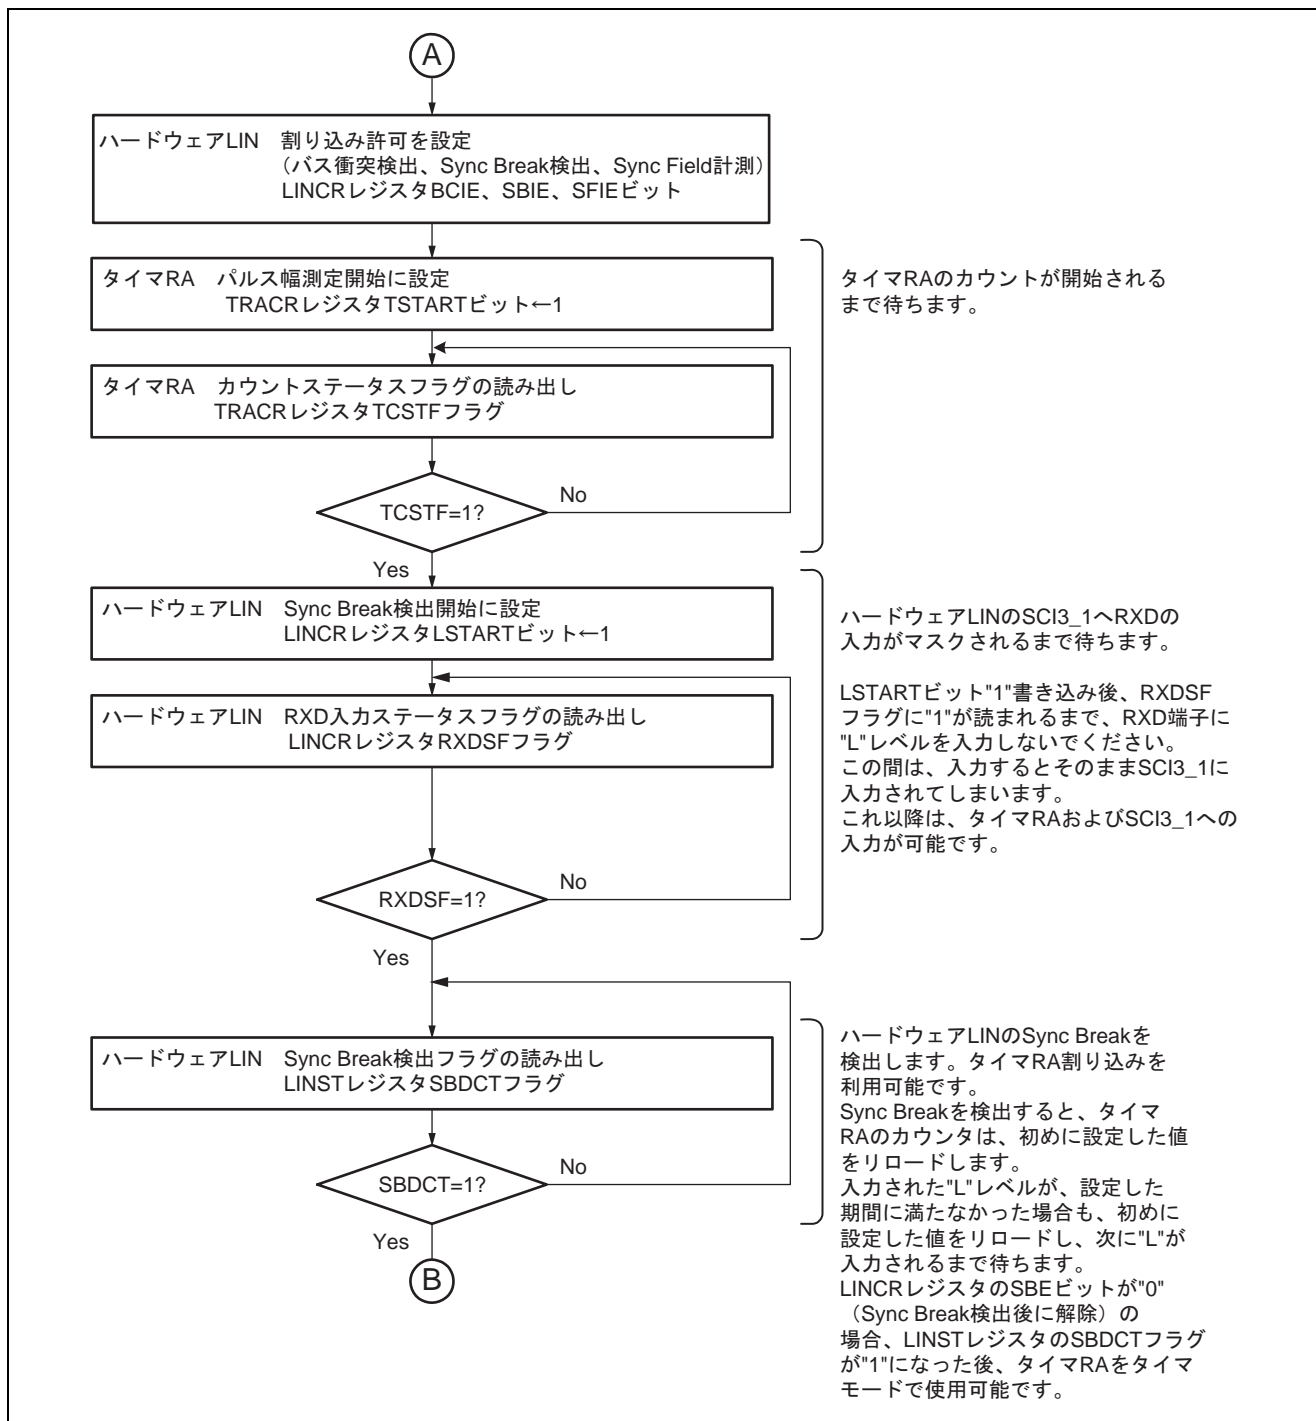 A
ハードウェアLIN 割り込み許可を設定
（バス衝突検出、Sync Break検出、Sync Field計測）
LINCRレジスタBCIE、SBIE、SFIEビット
タイマRA パルス幅測定開始に設定
TRACRレジスタTSTARTビット←1
タイマRAのカウントが開始される
まで待ちます。
タイマRA カウントステータスフラグの読み出し
TRACRレジスタTCSTFフラグ
TCSTF=1?
No
Yes
ハードウェアLIN Sync Break検出開始に設定
LINCRレジスタLSTARTビット←1
ハードウェアLIN RXD入力ステータスフラグの読み出し
LINCRレジスタRXDSFフラグ
ハードウェアLINのSCI3_1へRXDの
入力がマスクされるまで待ちます。
LSTARTビット"1"書き込み後、RXDSF
フラグに"1"が読まれるまで、RXD端子に
"L"レベルを入力しないでください。
この間は、入力するとそのままSCI3_1に
入力されてしまいます。
これ以降は、タイマRAおよびSCI3_1への
入力が可能です。
RXDSF=1?
No
Yes
ハードウェアLIN Sync Break検出フラグの読み出し
LINSTレジスタSBDCTフラグ
SBDCT=1?
No
Yes
B
ハードウェアLINのSync Breakを
検出します。タイマRA割り込みを
利用可能です。
Sync Breakを検出すると、タイマ
RAのカウンタは、初めに設定した値
をリロードします。
入力された"L"レベルが、設定した
期間に満たなかった場合も、初めに
設定した値をリロードし、次に"L"が
入力されるまで待ちます。
LINCRレジスタのSBEビットが"0"
（Sync Break検出後に解除）の
場合、LINSTレジスタのSBDCTフラグ
が"1"になった後、タイマRAをタイマ
モードで使用可能です。